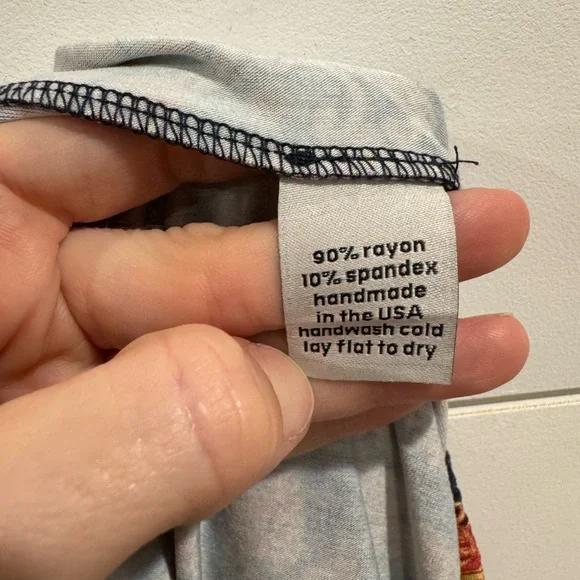 90% rayon
10% spandex
handmade
in the USA
handwash cold
lay flat to dry